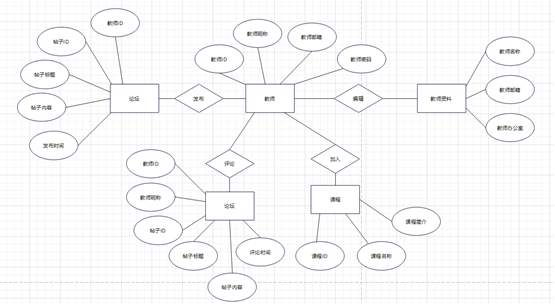 教师ID
教师昵称
教师邮箱
帖子ID
教师ID
教师密码
教师名称
帖子标题
教师邮箱
帖子内容
论坛
发布
教师
编辑
教师资料
教师办公室
发布时间
教师ID
评论
加入
教师昵称
论坛
课程
帖子ID
课程简介
帖子标题
评论时间
课程ID
课程名称
帖子内容